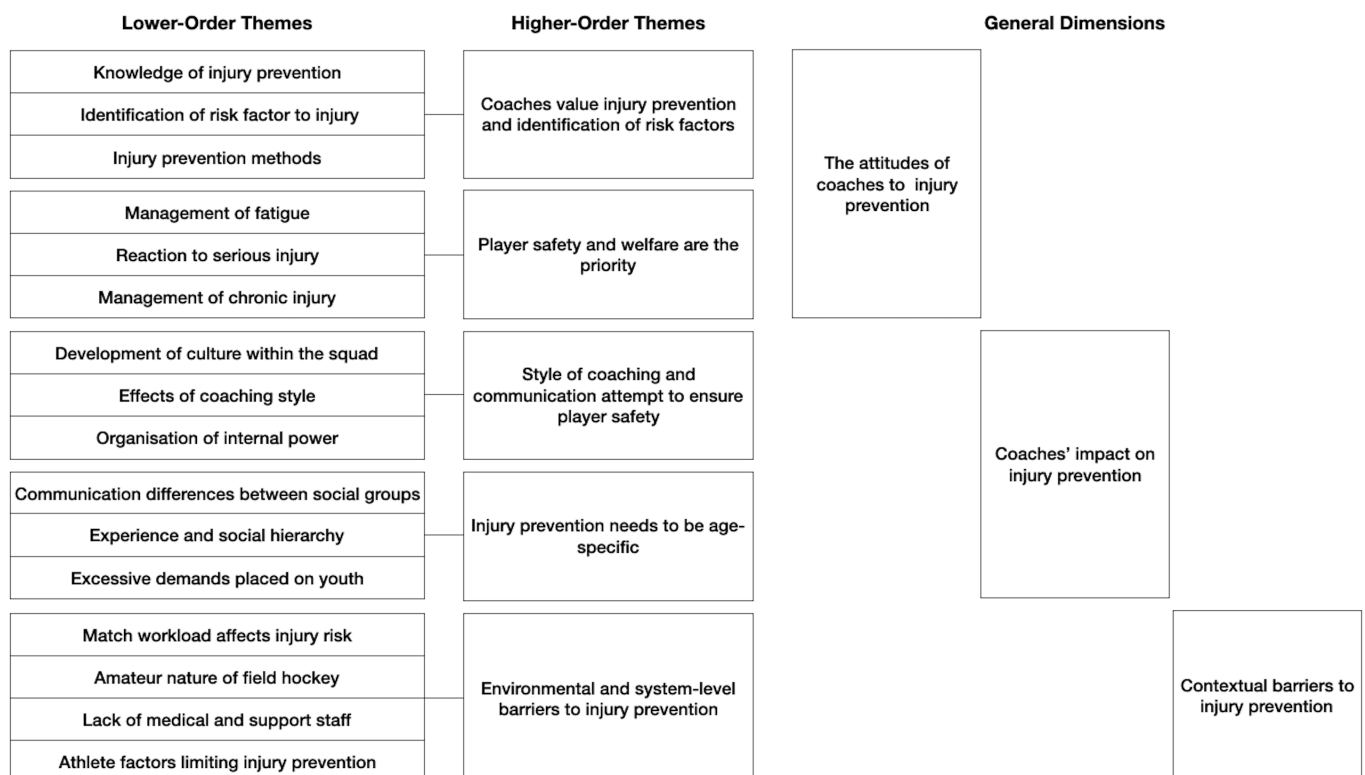 Lower-Order Themes
Higher-Order Themes
General Dimensions
Knowledge of injury prevention
Identification of risk factor to injury
Injury prevention methods
Coaches value injury prevention
and identification of risk factors
Management of fatigue
Reaction to serious injury
Management of chronic injury
Player safety and welfare are the
priority
The attitudes of
coaches to injury
prevention
Development of culture within the squad
Effects of coaching style
Organisation of internal power
Style of coaching and
communication attempt to ensure
player safety
Communication differences between social groups
Experience and social hierarchy
Excessive demands placed on youth
Injury prevention needs to be age-
specific
Coaches’ impact on
injury prevention
Match workload affects injury risk
Amateur nature of field hockey
Lack of medical and support staff
Athlete factors limiting injury prevention
Environmental and system-level
barriers to injury prevention
Contextual barriers to
injury prevention